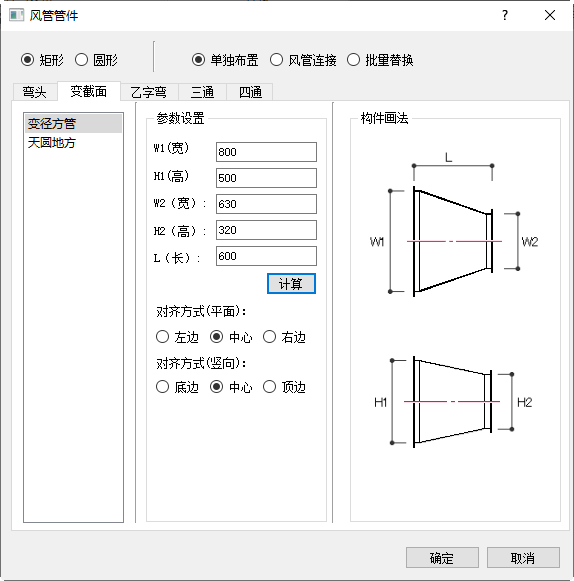 风管管件
?
矩形 圆形 单独布置 风管连接 批量替换
弯头 变截面 乙字弯 三通 四通
变径方管
天圆地方
参数设置
W1(宽) 800
H1(高) 500
W2（宽）: 630
H2（高）: 320
L（长）: 600
计算
对齐方式(平面):
左边 中心 右边
对齐方式(竖向):
底边 中心 顶边
构件画法
L
W1 W2
H1 H2
确定 取消